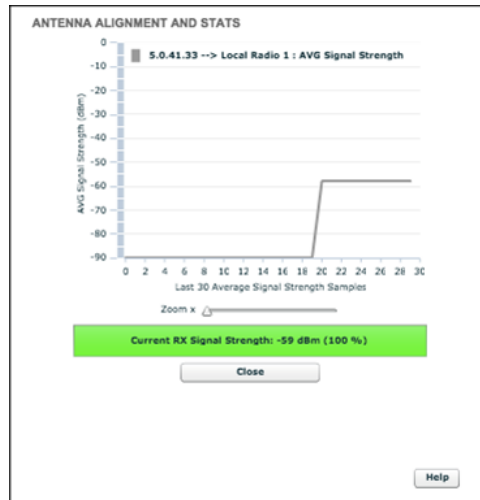 ANTENNA ALIGNMENT AND STATS
5.0.41.33 --> Local Radio 1 : AVG Signal Strength
AVG Signal Strength (dBm)
0
-10
-20
-30
-40
-50
-60
-70
-80
-90
0 2 4 6 8 10 12 14 16 18 20 22 24 26 28 30
Last 30 Average Signal Strength Samples
Zoom x
Current RX Signal Strength: -59 dBm (100 %)
Close
Help